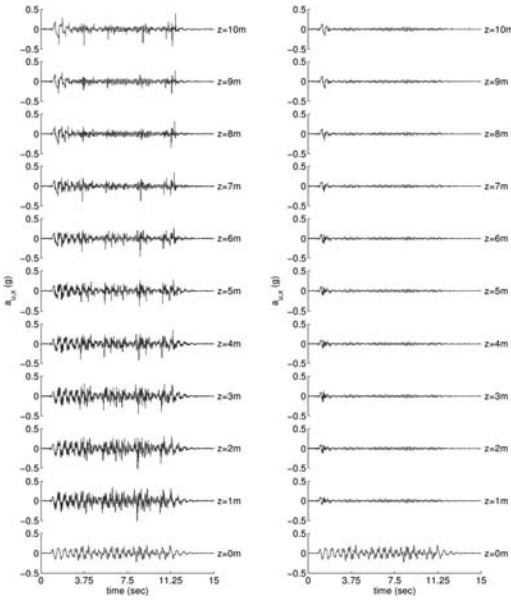 0.5 0.5
0 z=10m 0 z=10m
−0.5 −0.5
0.5 0.5
0 z=9m 0 z=9m
−0.5 −0.5
0.5 0.5
0 z=8m 0 z=8m
−0.5 −0.5
0.5 0.5
0 z=7m 0 z=7m
−0.5 −0.5
0.5 0.5
0 z=6m 0 z=6m
−0.5 −0.5
a_{u,x} (g) a_{u,x} (g)
0.5 0.5
0 z=5m 0 z=5m
−0.5 −0.5
0.5 0.5
0 z=4m 0 z=4m
−0.5 −0.5
0.5 0.5
0 z=3m 0 z=3m
−0.5 −0.5
0.5 0.5
0 z=2m 0 z=2m
−0.5 −0.5
0.5 0.5
0 z=1m 0 z=1m
−0.5 −0.5
0.5 0.5
0 z=0m 0 z=0m
−0.5 −0.5
0 3.75 7.5 11.25 15 0 3.75 7.5 11.25 15
time (sec) time (sec)